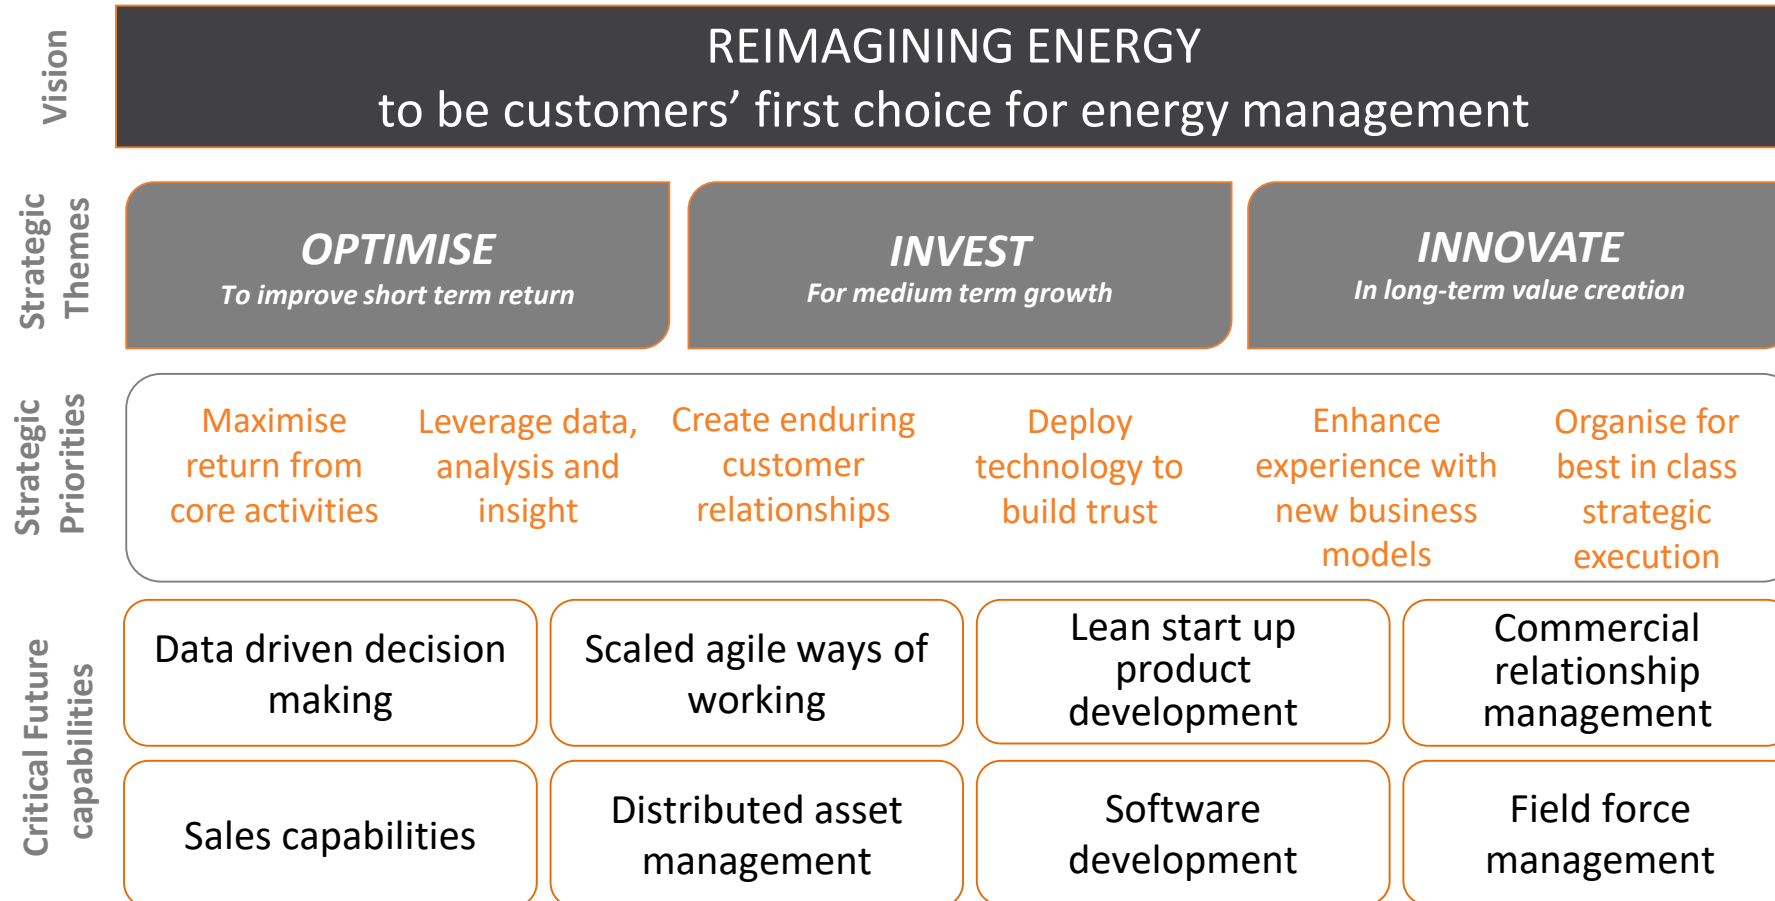 Vision
REIMAGINING ENERGY
to be customers’ first choice for energy management
Strategic
Themes
OPTIMISE
To improve short term return
INVEST
For medium term growth
INNOVATE
In long-term value creation
Strategic
Priorities
Maximise
return from
core activities
Leverage data,
analysis and
insight
Create enduring
customer
relationships
Deploy
technology to
build trust
Enhance
experience with
new business
models
Organise for
best in class
strategic
execution
Critical Future
capabilities
Data driven decision
making
Scaled agile ways of
working
Lean start up
product
development
Commercial
relationship
management
Sales capabilities
Distributed asset
management
Software
development
Field force
management